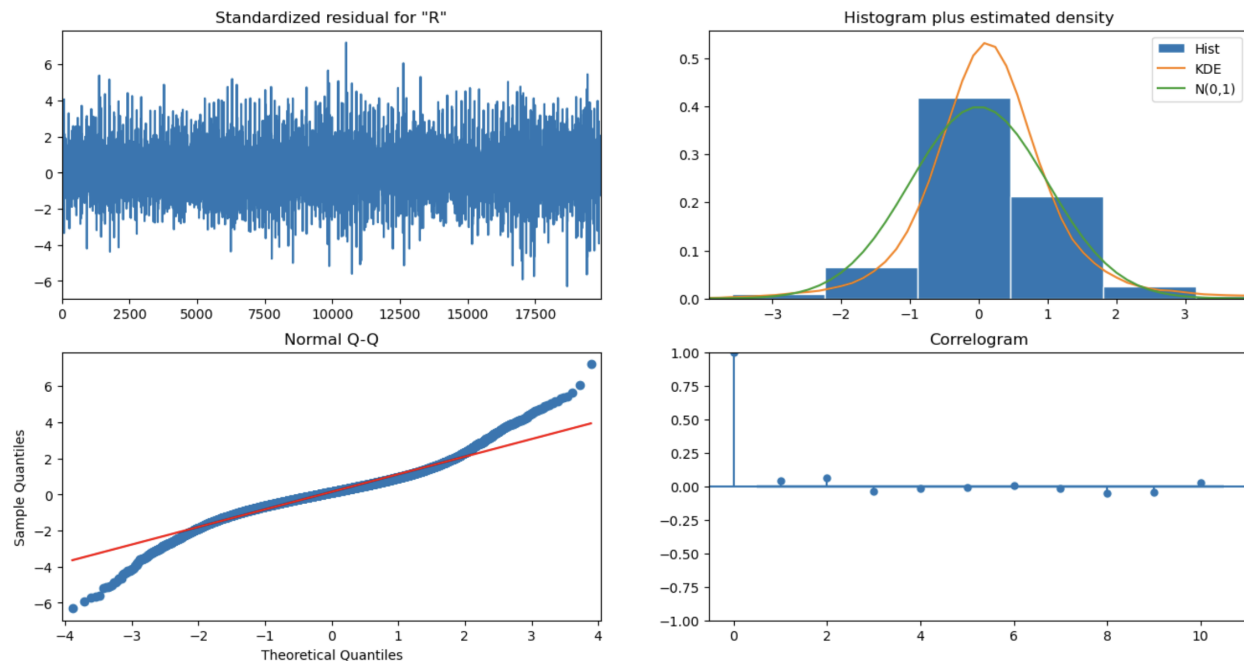 Standardized residual for "R"
6
4
2
0
−2
−4
−6
0 2500 5000 7500 10000 12500 15000 17500
Histogram plus estimated density
Hist
KDE
N(0,1)
0.5
0.4
0.3
0.2
0.1
0.0
−3 −2 −1 0 1 2 3
Normal Q-Q
Sample Quantiles
6
4
2
0
−2
−4
−6
−4 −3 −2 −1 0 1 2 3 4
Theoretical Quantiles
Correlogram
1.00
0.75
0.50
0.25
0.00
−0.25
−0.50
−0.75
−1.00
0 2 4 6 8 10